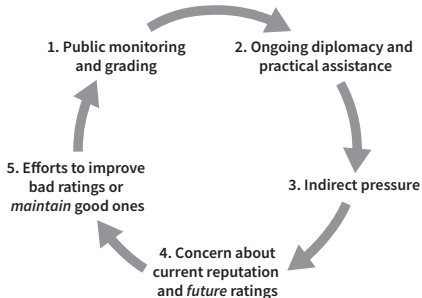 1. Public monitoring
and grading
2. Ongoing diplomacy and
practical assistance
3. Indirect pressure
4. Concern about
current reputation
and future ratings
5. Efforts to improve
bad ratings or
maintain good ones